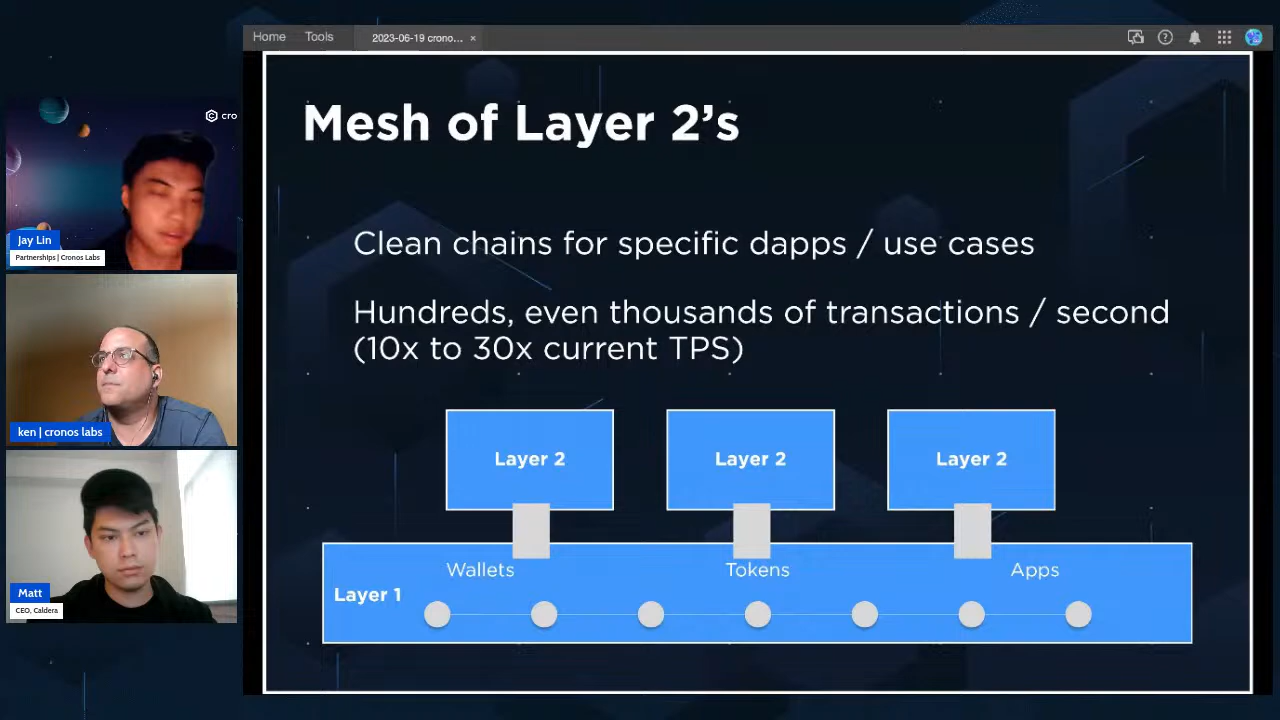 Home Tools 2023-06-19 crono... ×
cro
Jay Lin
Partnerships | Cronos Labs
ken | cronos labs
Matt
CEO, Caldera
Mesh of Layer 2’s
Clean chains for specific dapps / use cases
Hundreds, even thousands of transactions / second
(10x to 30x current TPS)
Layer 2 Layer 2 Layer 2
Wallets Tokens Apps
Layer 1